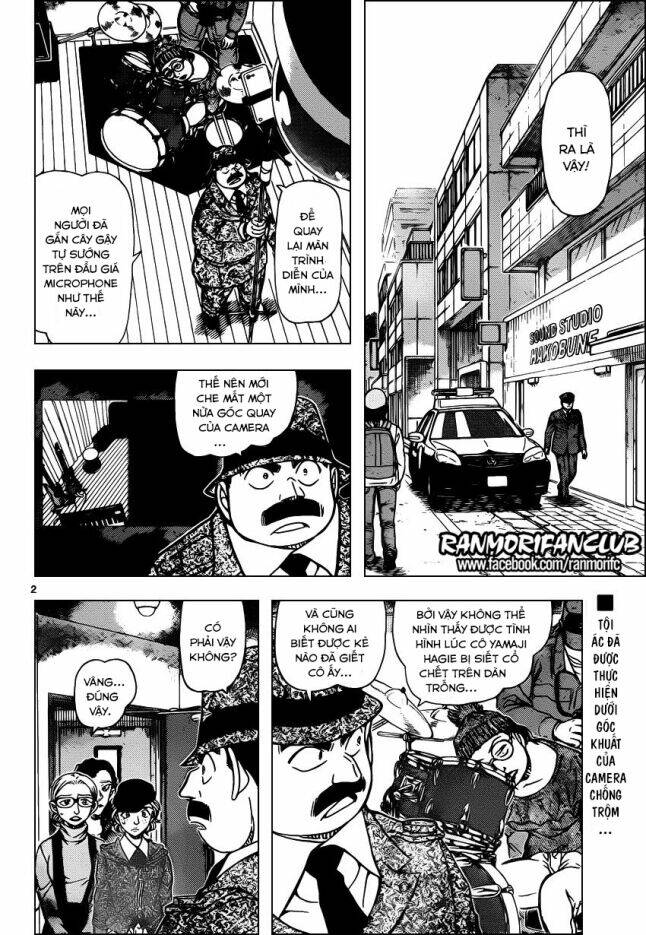 THÌ
RA LÀ
VẬY!
SOUND STUDIO
HAKOBUNE
RANMORIFANCLUB
www.facebook.com/ranmorifc
ĐỂ
QUAY
LẠI MÀN
TRÌNH
DIỄN CỦA
MÌNH...
MỌI
NGƯỜI ĐÃ
GẮN CÂY GẬY
TỰ SƯỚNG
TRÊN ĐẦU GIÁ
MICROPHONE
NHƯ THẾ
NÀY...
THẾ NÊN MỚI
CHE MẤT MỘT
NỬA GÓC QUAY
CỦA CAMERA
...
2
TỘI
ÁC ĐÃ
ĐƯỢC
THỰC
HIỆN
DƯỚI
GÓC
KHUẤT
CỦA
CAMERA
CHỐNG
TRỘM
...
BỞI VẬY KHÔNG THỂ
NHÌN THẤY ĐƯỢC TÌNH
HÌNH LÚC CÔ YAMAJI
HAGIE BỊ SIẾT CỔ
CHẾT TRÊN DÀN
TRỐNG...
VÀ CŨNG
KHÔNG AI
BIẾT ĐƯỢC KẺ
NÀO ĐÃ GIẾT
CÔ ẤY...
CÓ
PHẢI VẬY
KHÔNG?
VÂNG...
ĐÚNG
VẬY.